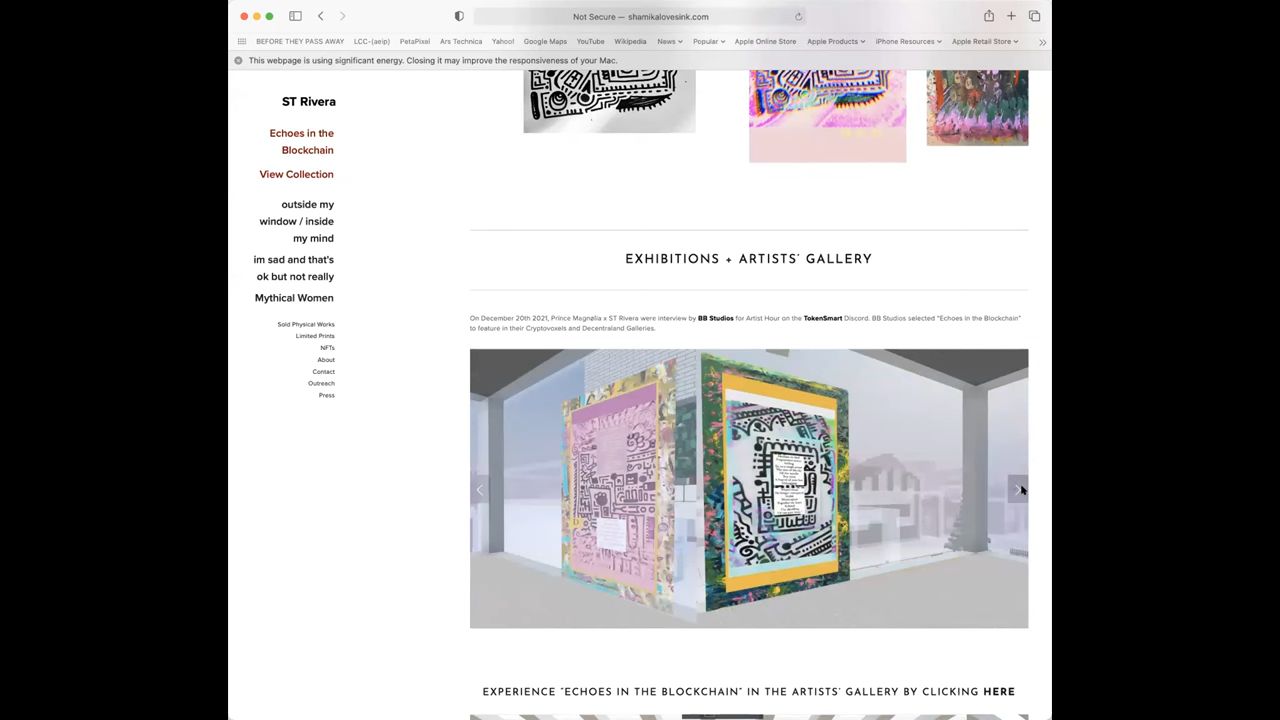 Not Secure — shamikalovesink.com
BEFORE THEY PASS AWAY LCC-(aeip) PetaPixel Ars Technica Yahoo! Google Maps YouTube Wikipedia News Popular Apple Online Store Apple Products iPhone Resources Apple Retail Store
This webpage is using significant energy. Closing it may improve the responsiveness of your Mac.
ST Rivera
Echoes in the
Blockchain
View Collection
outside my
window / inside
my mind
im sad and that's
ok but not really
Mythical Women
Sold Physical Works
Limited Prints
NFTs
About
Contact
Outreach
Press
EXHIBITIONS + ARTISTS' GALLERY
On December 20th 2021, Prince Magnølia x ST Rivera were interview by BB Studios for Artist Hour on the TokenSmart Discord. BB Studios selected "Echoes in the Blockchain"
to feature in their Cryptovoxels and Decentraland Galleries.
EXPERIENCE "ECHOES IN THE BLOCKCHAIN" IN THE ARTISTS' GALLERY BY CLICKING HERE